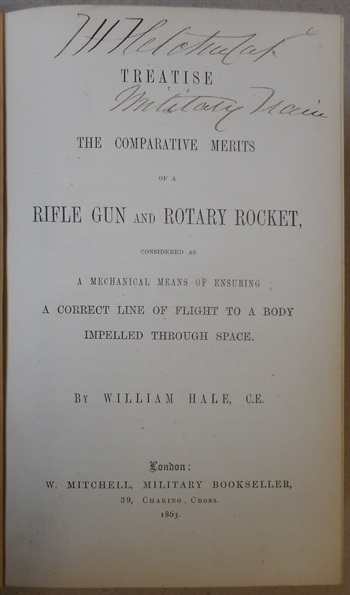 TREATISE
Military Train
THE COMPARATIVE MERITS
OF A
RIFLE GUN AND ROTARY ROCKET,
CONSIDERED AS
A MECHANICAL MEANS OF ENSURING
A CORRECT LINE OF FLIGHT TO A BODY
IMPELLED THROUGH SPACE.
BY WILLIAM HALE, C.E.
London:
W. MITCHELL, MILITARY BOOKSELLER,
39, CHARING CROSS.
1863.